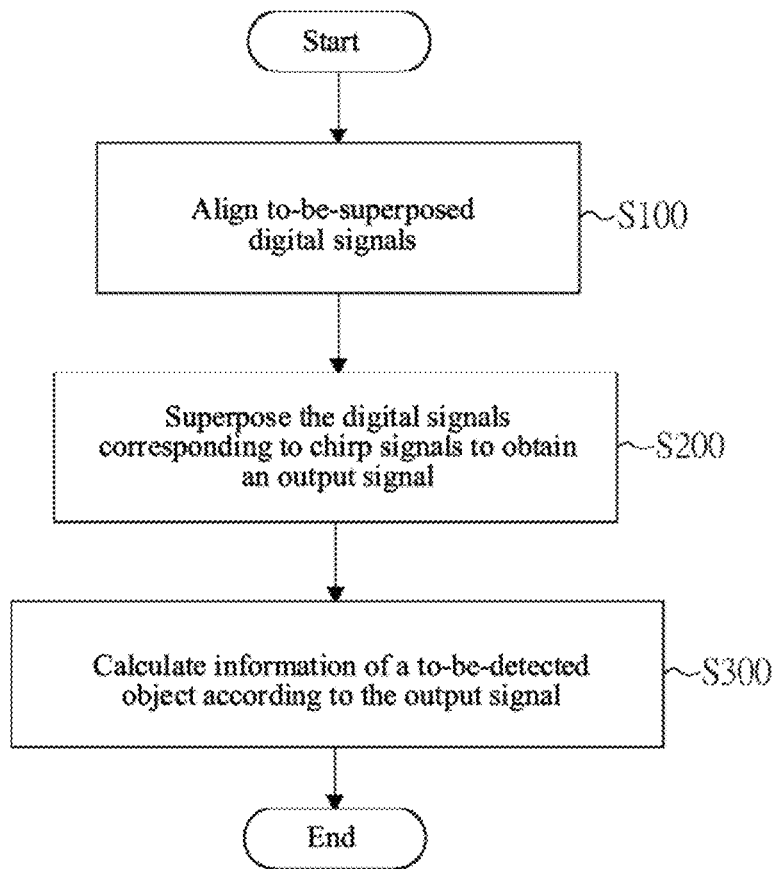 Start
Align to-be-superposed
digital signals
S100
Superpose the digital signals
corresponding to chirp signals to obtain
an output signal
S200
Calculate information of a to-be-detected
object according to the output signal
S300
End